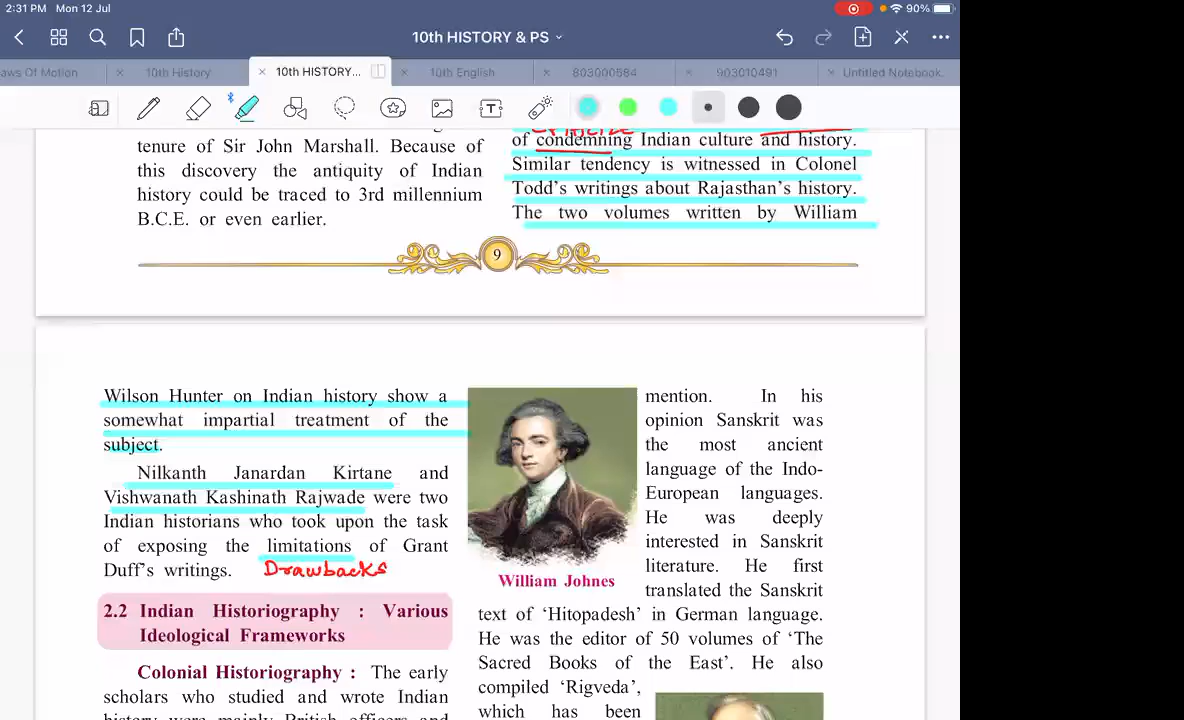 2:31 PM Mon 12 Jul
90%
10th HISTORY & PS
aws Of Motion
10th History
10th HISTORY...
10th English
803000584
903010491
Untitled Notebook.
tenure of Sir John Marshall. Because of
this discovery the antiquity of Indian
history could be traced to 3rd millennium
B.C.E. or even earlier.
criticize
of condemning Indian culture and history.
Similar tendency is witnessed in Colonel
Todd's writings about Rajasthan's history.
The two volumes written by William
9
Wilson Hunter on Indian history show a
somewhat impartial treatment of the
subject.
Nilkanth Janardan Kirtane and
Vishwanath Kashinath Rajwade were two
Indian historians who took upon the task
of exposing the limitations of Grant
Duff's writings.
Drawbacks
2.2 Indian Historiography : Various
Ideological Frameworks
Colonial Historiography : The early
scholars who studied and wrote Indian
history were mainly British officers and
William Johnes
mention. In his
opinion Sanskrit was
the most ancient
language of the Indo-
European languages.
He was deeply
interested in Sanskrit
literature. He first
translated the Sanskrit
text of 'Hitopadesh' in German language.
He was the editor of 50 volumes of 'The
Sacred Books of the East'. He also
compiled 'Rigveda',
which has been